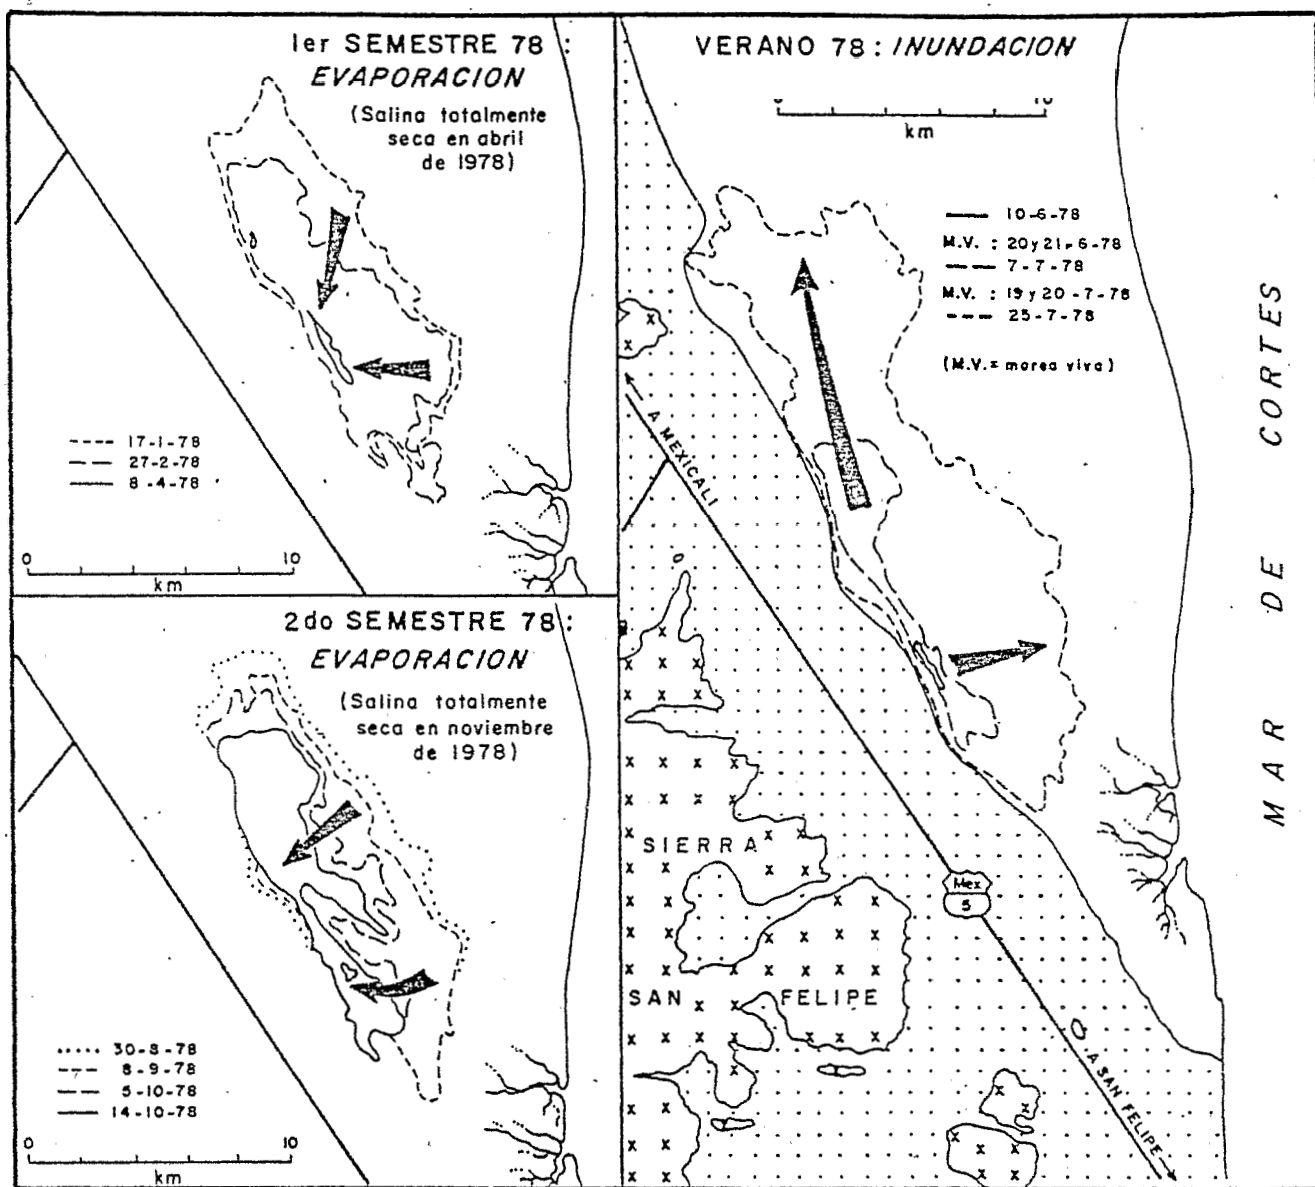 1er SEMESTRE 78 :
EVAPORACION
(Salina totalmente
seca en abril
de 1978)
17-1-78
27-2-78
8-4-78
0 10
km
2do SEMESTRE 78 :
EVAPORACION
(Salina totalmente
seca en noviembre
de 1978)
30-8-78
8-9-78
5-10-78
14-10-78
0 10
km
VERANO 78 : INUNDACION
0 10
km
10-6-78
M.V. : 20 y 21-6-78
7-7-78
M.V. : 19 y 20-7-78
25-7-78
(M.V. = marea viva)
A MEXICALI
MAR DE CORTES
SIERRA
SAN FELIPE
Mex
5
A SAN FELIPE